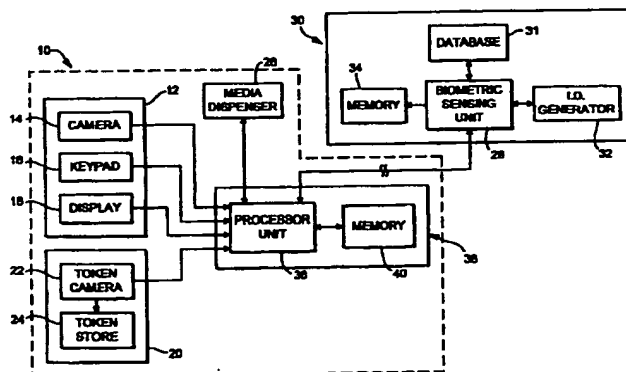 30
10
DATABASE
31
26
12
MEDIA
DISPENSER
34
MEMORY
BIOMETRIC
SENSING
UNIT
I.D.
GENERATOR
14
CAMERA
28
32
16
KEYPAD
18
DISPLAY
PROCESSOR
UNIT
MEMORY
22
TOKEN
CAMERA
36
40
38
24
TOKEN
STORE
20